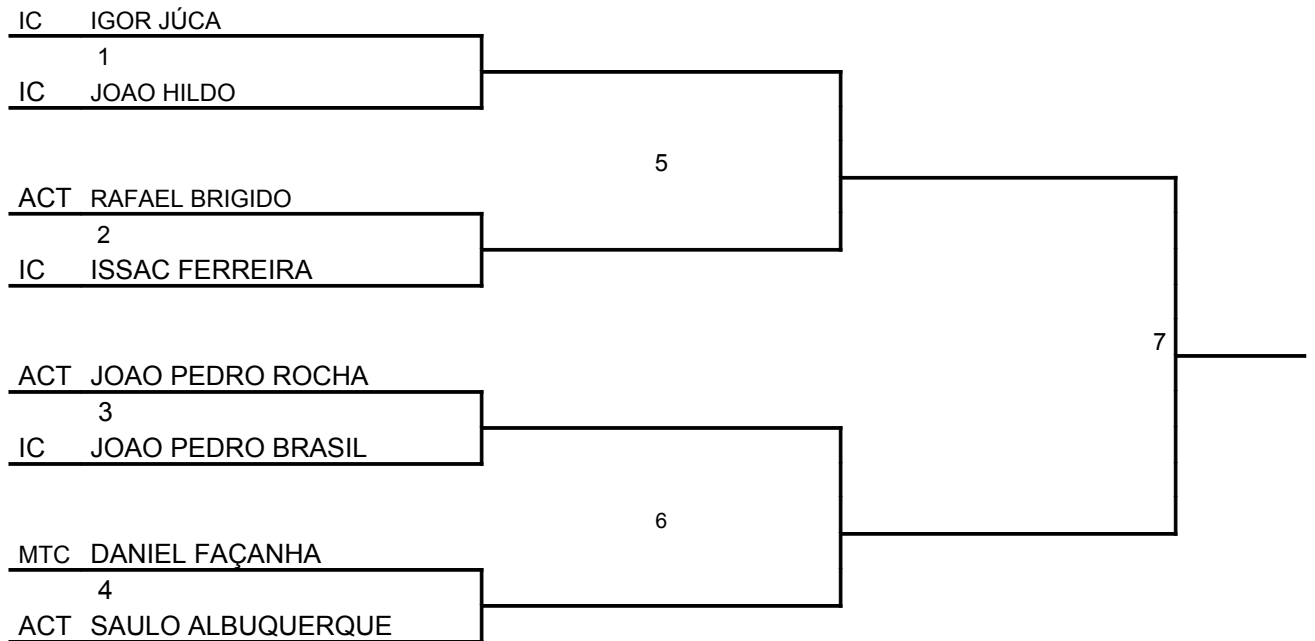 IC IGOR JÚCA
1
IC JOAO HILDO
5
ACT RAFAEL BRIGIDO
2
IC ISSAC FERREIRA
7
ACT JOAO PEDRO ROCHA
3
IC JOAO PEDRO BRASIL
6
MTC DANIEL FAÇANHA
4
ACT SAULO ALBUQUERQUE